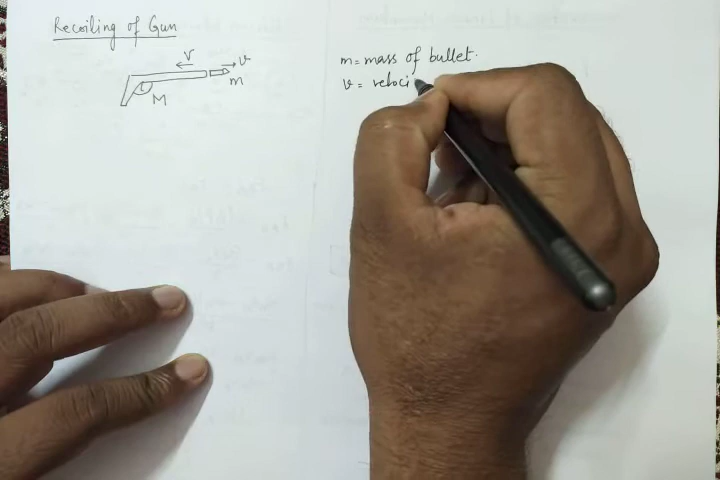 Recoiling of Gun
V
v
m
M
m = mass of bullet.
v = veloci